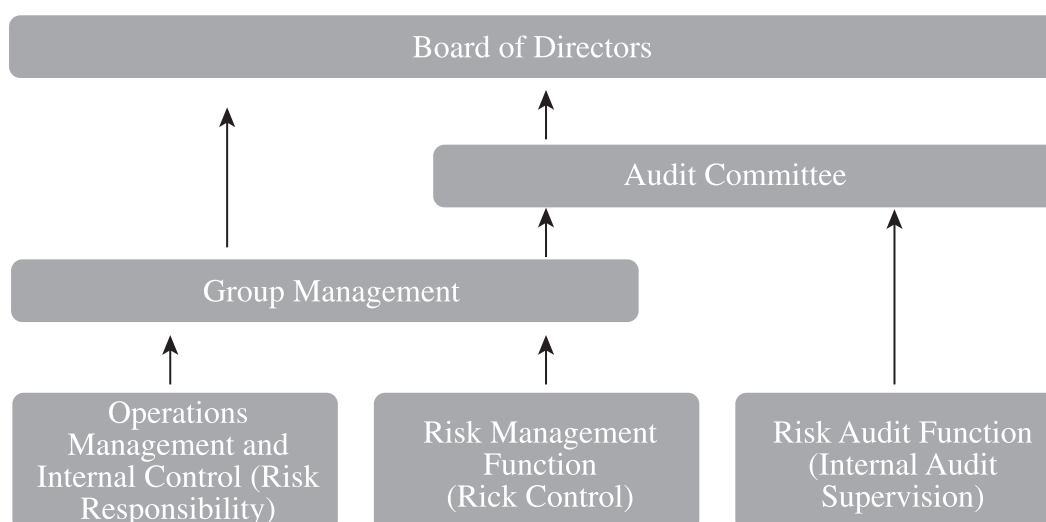 Board of Directors
Audit Committee
Group Management
Operations
Management and
Internal Control (Risk
Responsibility)
Risk Management
Function
(Rick Control)
Risk Audit Function
(Internal Audit
Supervision)